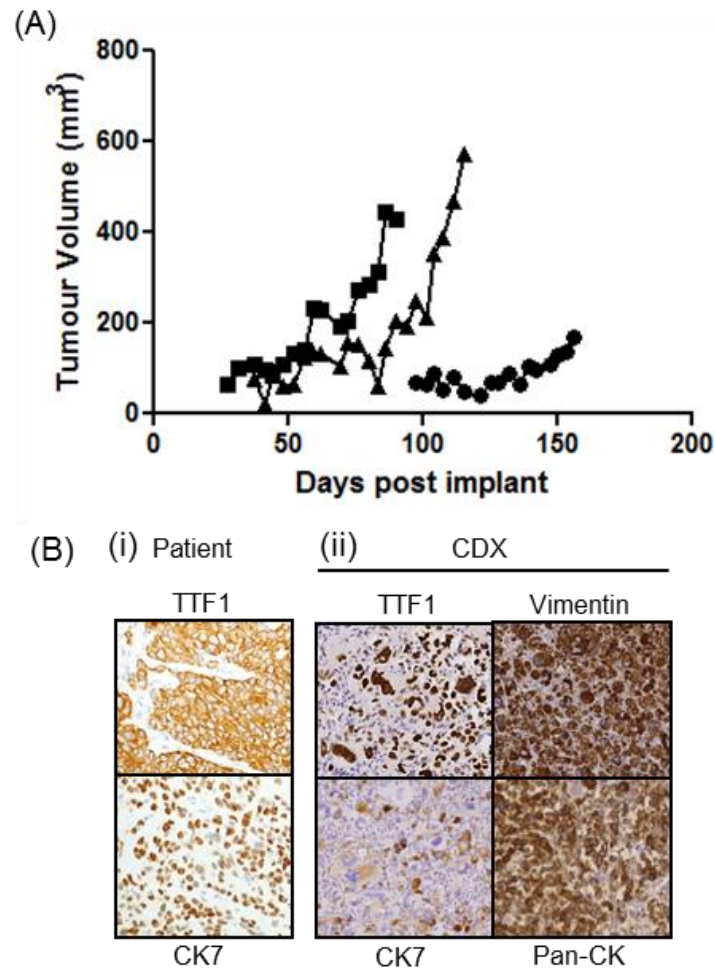 (A)
Tumour Volume (mm³)
800
600
400
200
0
0 50 100 150 200
Days post implant
(B) (i) Patient (ii) CDX
TTF1 TTF1 Vimentin
CK7 CK7 Pan-CK